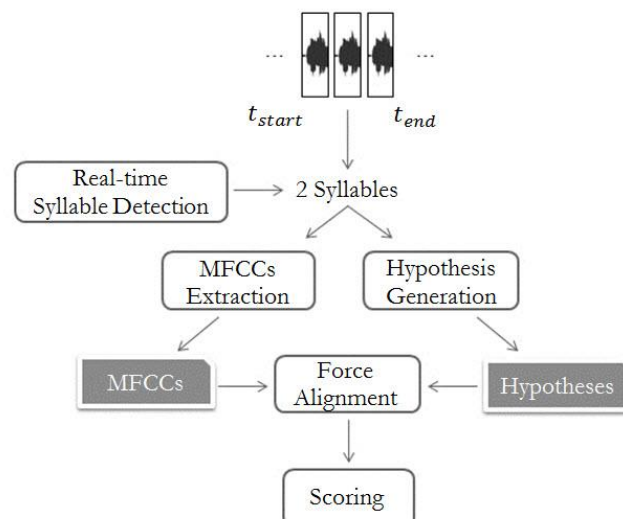 ... ...
t_start t_end
Real-time
Syllable Detection
2 Syllables
MFCCs
Extraction
Hypothesis
Generation
MFCCs
Force
Alignment
Hypotheses
Scoring